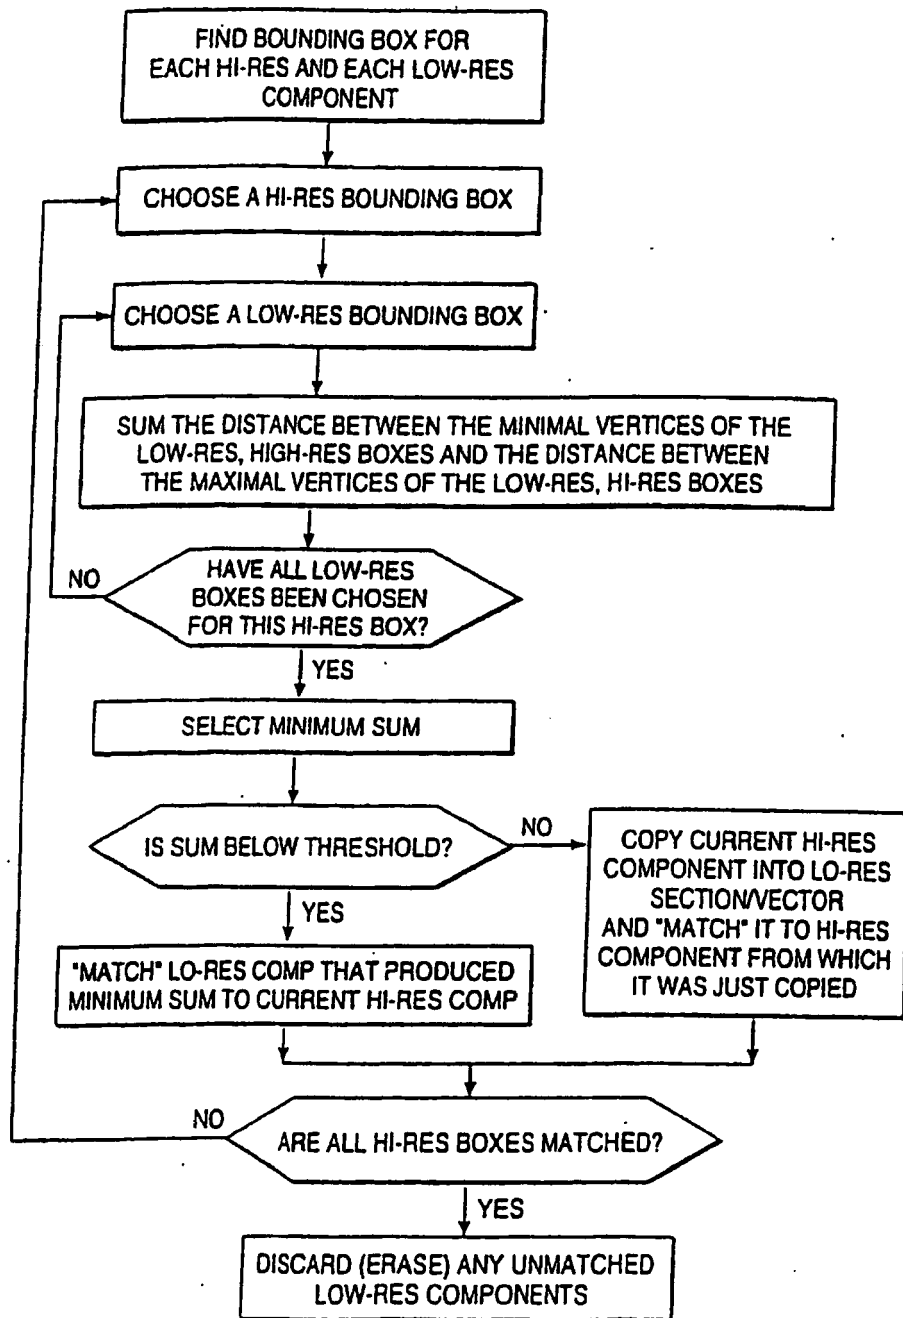 FIND BOUNDING BOX FOR
EACH HI-RES AND EACH LOW-RES
COMPONENT
CHOOSE A HI-RES BOUNDING BOX
CHOOSE A LOW-RES BOUNDING BOX
SUM THE DISTANCE BETWEEN THE MINIMAL VERTICES OF THE
LOW-RES, HIGH-RES BOXES AND THE DISTANCE BETWEEN
THE MAXIMAL VERTICES OF THE LOW-RES, HI-RES BOXES
NO
HAVE ALL LOW-RES
BOXES BEEN CHOSEN
FOR THIS HI-RES BOX?
YES
SELECT MINIMUM SUM
IS SUM BELOW THRESHOLD?
NO
COPY CURRENT HI-RES
COMPONENT INTO LO-RES
SECTION/VECTOR
AND "MATCH" IT TO HI-RES
COMPONENT FROM WHICH
IT WAS JUST COPIED
YES
"MATCH" LO-RES COMP THAT PRODUCED
MINIMUM SUM TO CURRENT HI-RES COMP
NO
ARE ALL HI-RES BOXES MATCHED?
YES
DISCARD (ERASE) ANY UNMATCHED
LOW-RES COMPONENTS